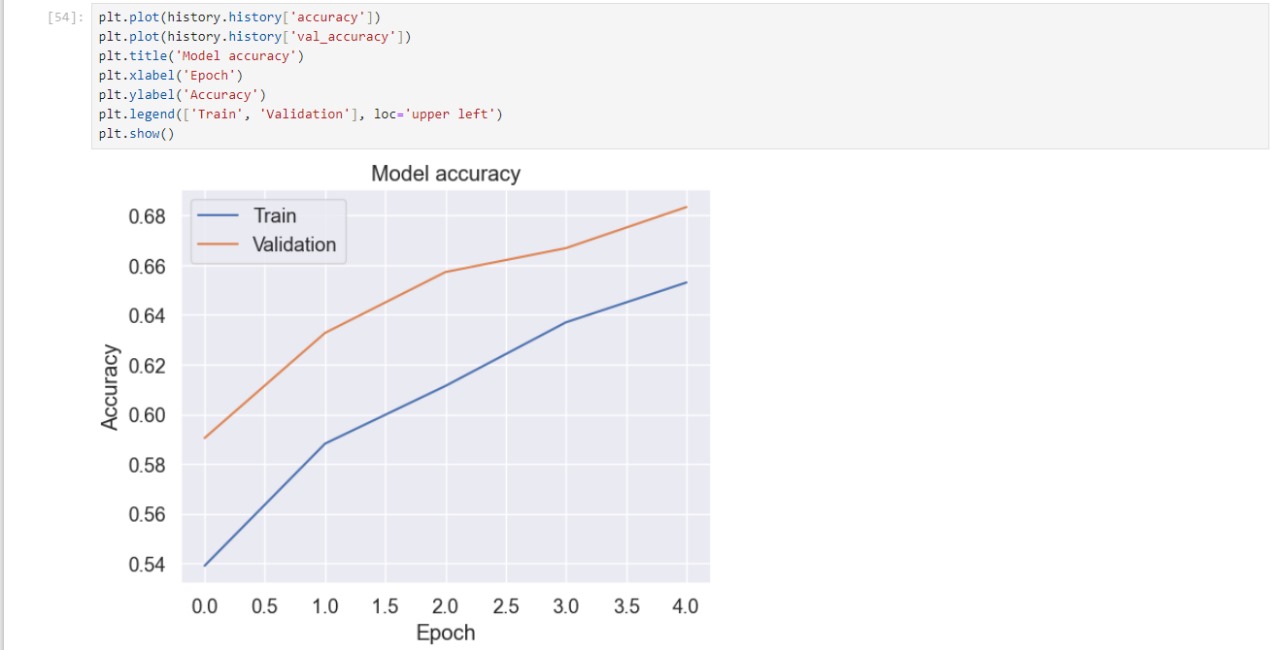 [54]: plt.plot(history.history['accuracy'])
plt.plot(history.history['val_accuracy'])
plt.title('Model accuracy')
plt.xlabel('Epoch')
plt.ylabel('Accuracy')
plt.legend(['Train', 'Validation'], loc='upper left')
plt.show()
Model accuracy
Train
Validation
0.68
0.66
0.64
0.62
0.60
0.58
0.56
0.54
Accuracy
0.0 0.5 1.0 1.5 2.0 2.5 3.0 3.5 4.0
Epoch